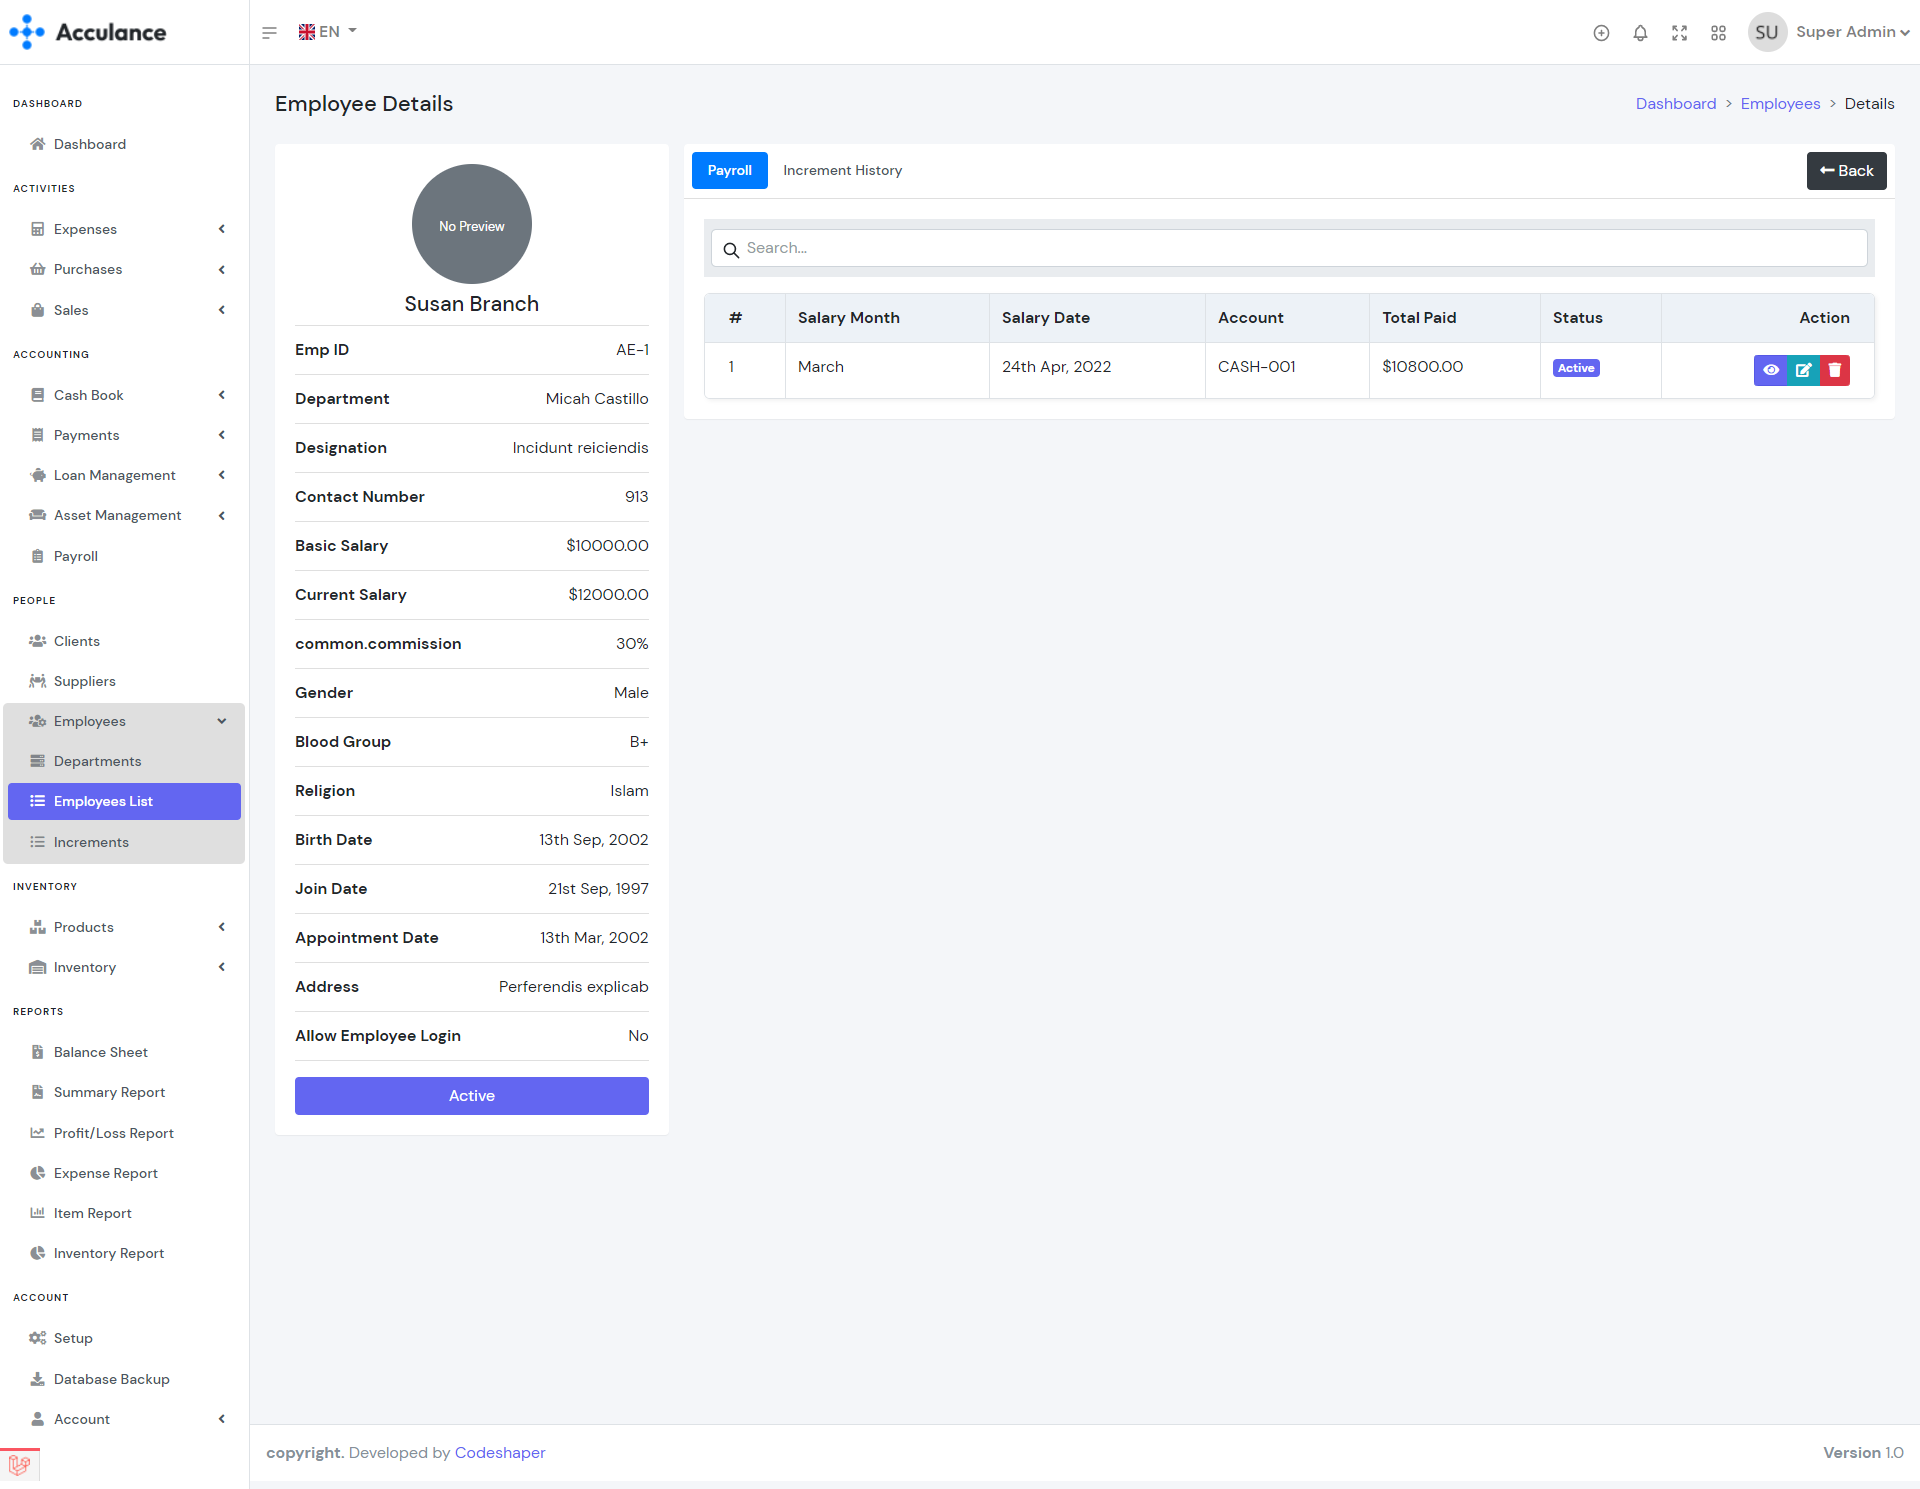 Acculance
EN
SU Super Admin
DASHBOARD
Dashboard
ACTIVITIES
Expenses
Purchases
Sales
ACCOUNTING
Cash Book
Payments
Loan Management
Asset Management
Payroll
PEOPLE
Clients
Suppliers
Employees
Departments
Employees List
Increments
INVENTORY
Products
Inventory
REPORTS
Balance Sheet
Summary Report
Profit/Loss Report
Expense Report
Item Report
Inventory Report
ACCOUNT
Setup
Database Backup
Account
Employee Details
Dashboard > Employees > Details
No Preview
Susan Branch
Emp ID AE-1
Department Micah Castillo
Designation Incidunt reiciendis
Contact Number 913
Basic Salary $10000.00
Current Salary $12000.00
common.commission 30%
Gender Male
Blood Group B+
Religion Islam
Birth Date 13th Sep, 2002
Join Date 21st Sep, 1997
Appointment Date 13th Mar, 2002
Address Perferendis explicab
Allow Employee Login No
Active
Payroll Increment History Back
Search...
# Salary Month Salary Date Account Total Paid Status Action
1 March 24th Apr, 2022 CASH-001 $10800.00 Active
copyright. Developed by Codeshaper
Version 1.0